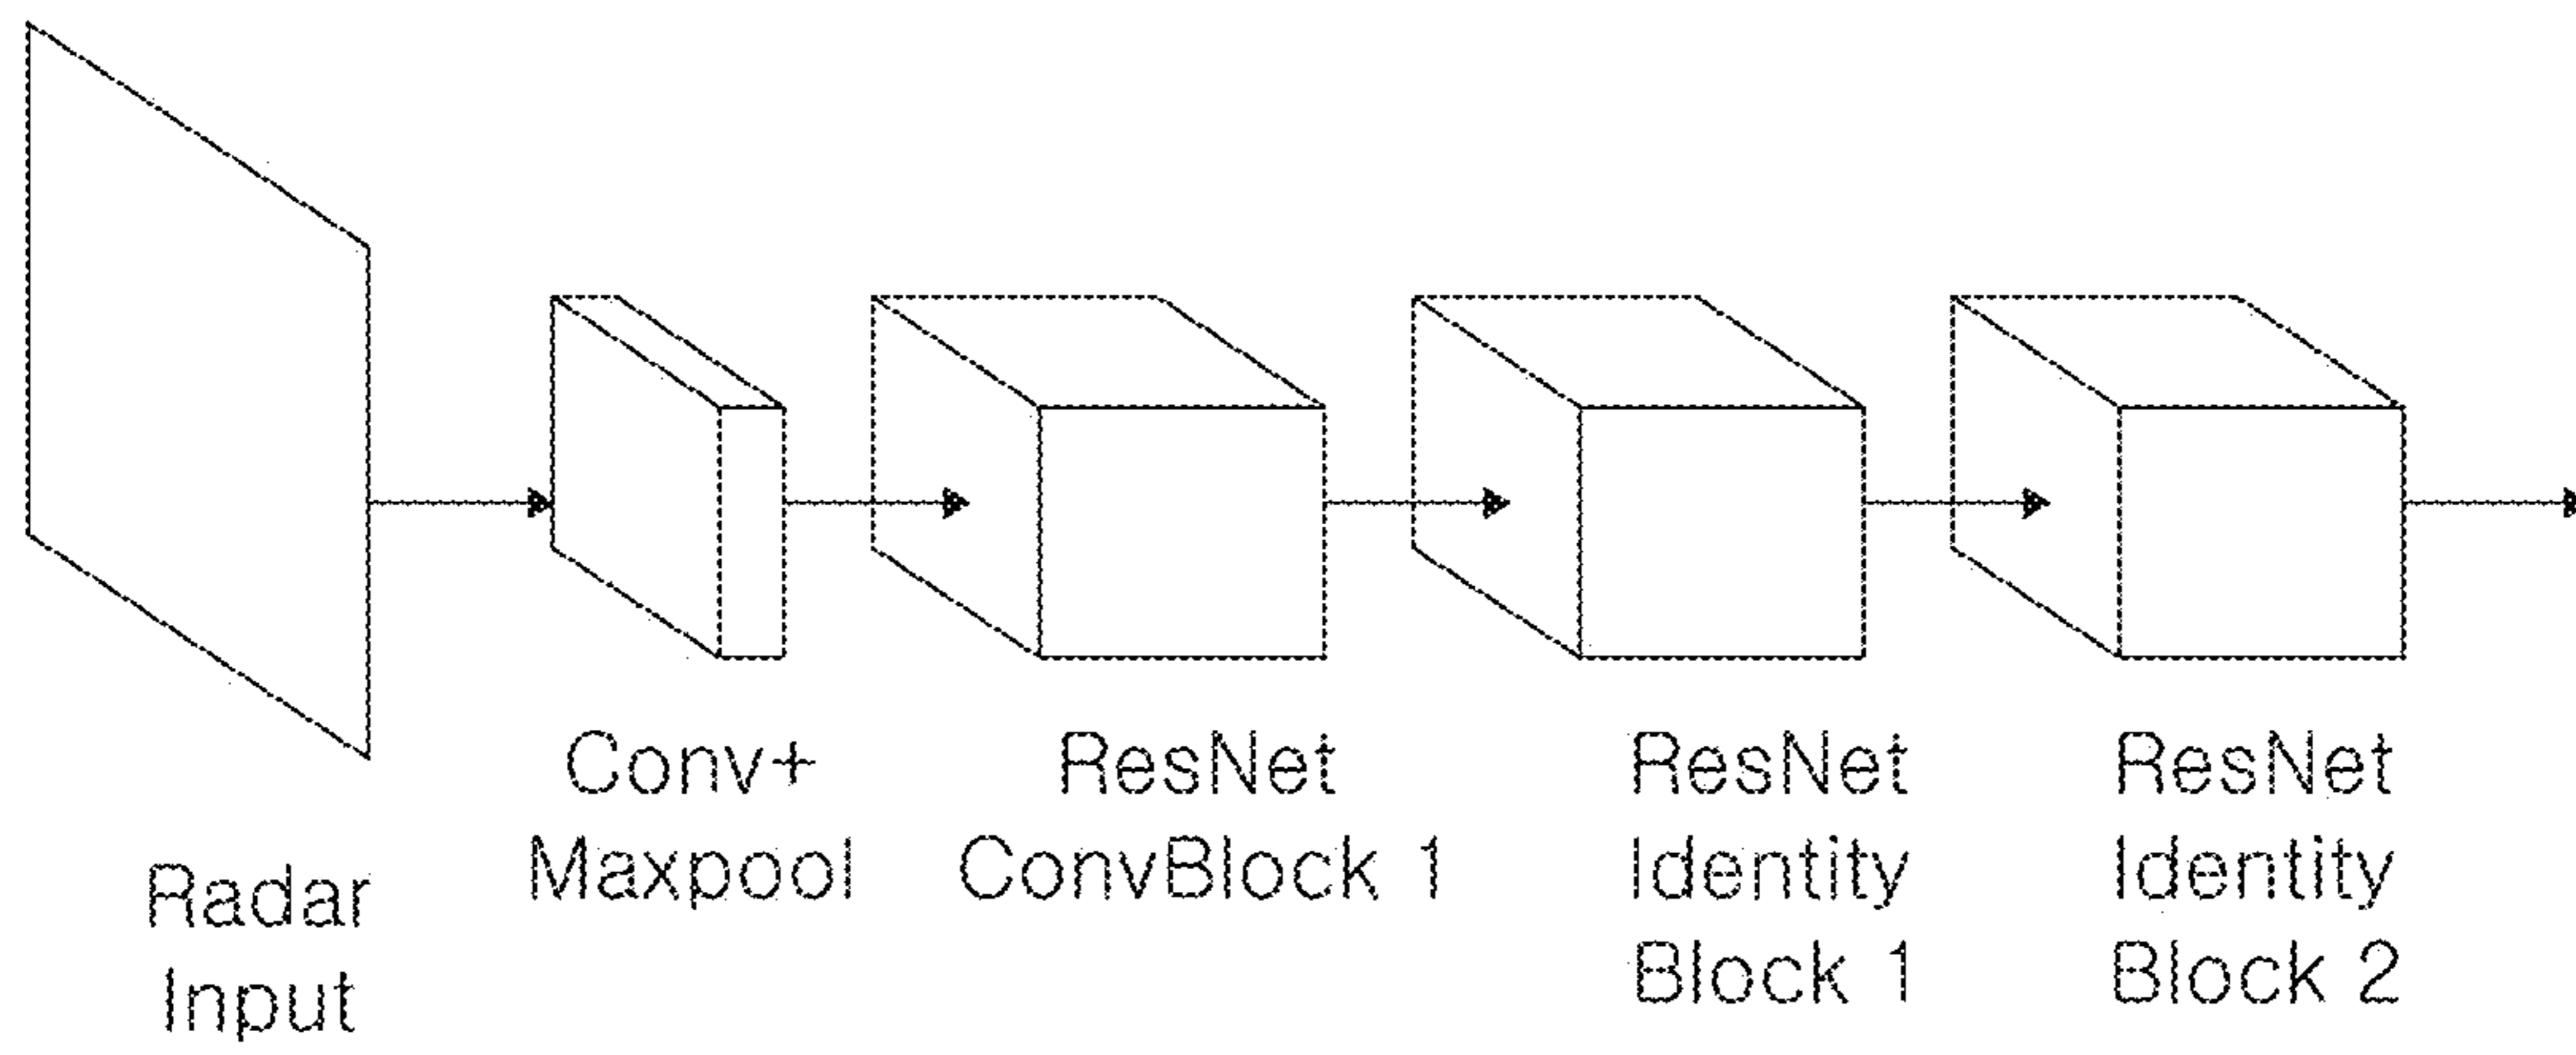 Radar
Input
Conv+
Maxpool
ResNet
ConvBlock 1
ResNet
Identity
Block 1
ResNet
Identity
Block 2